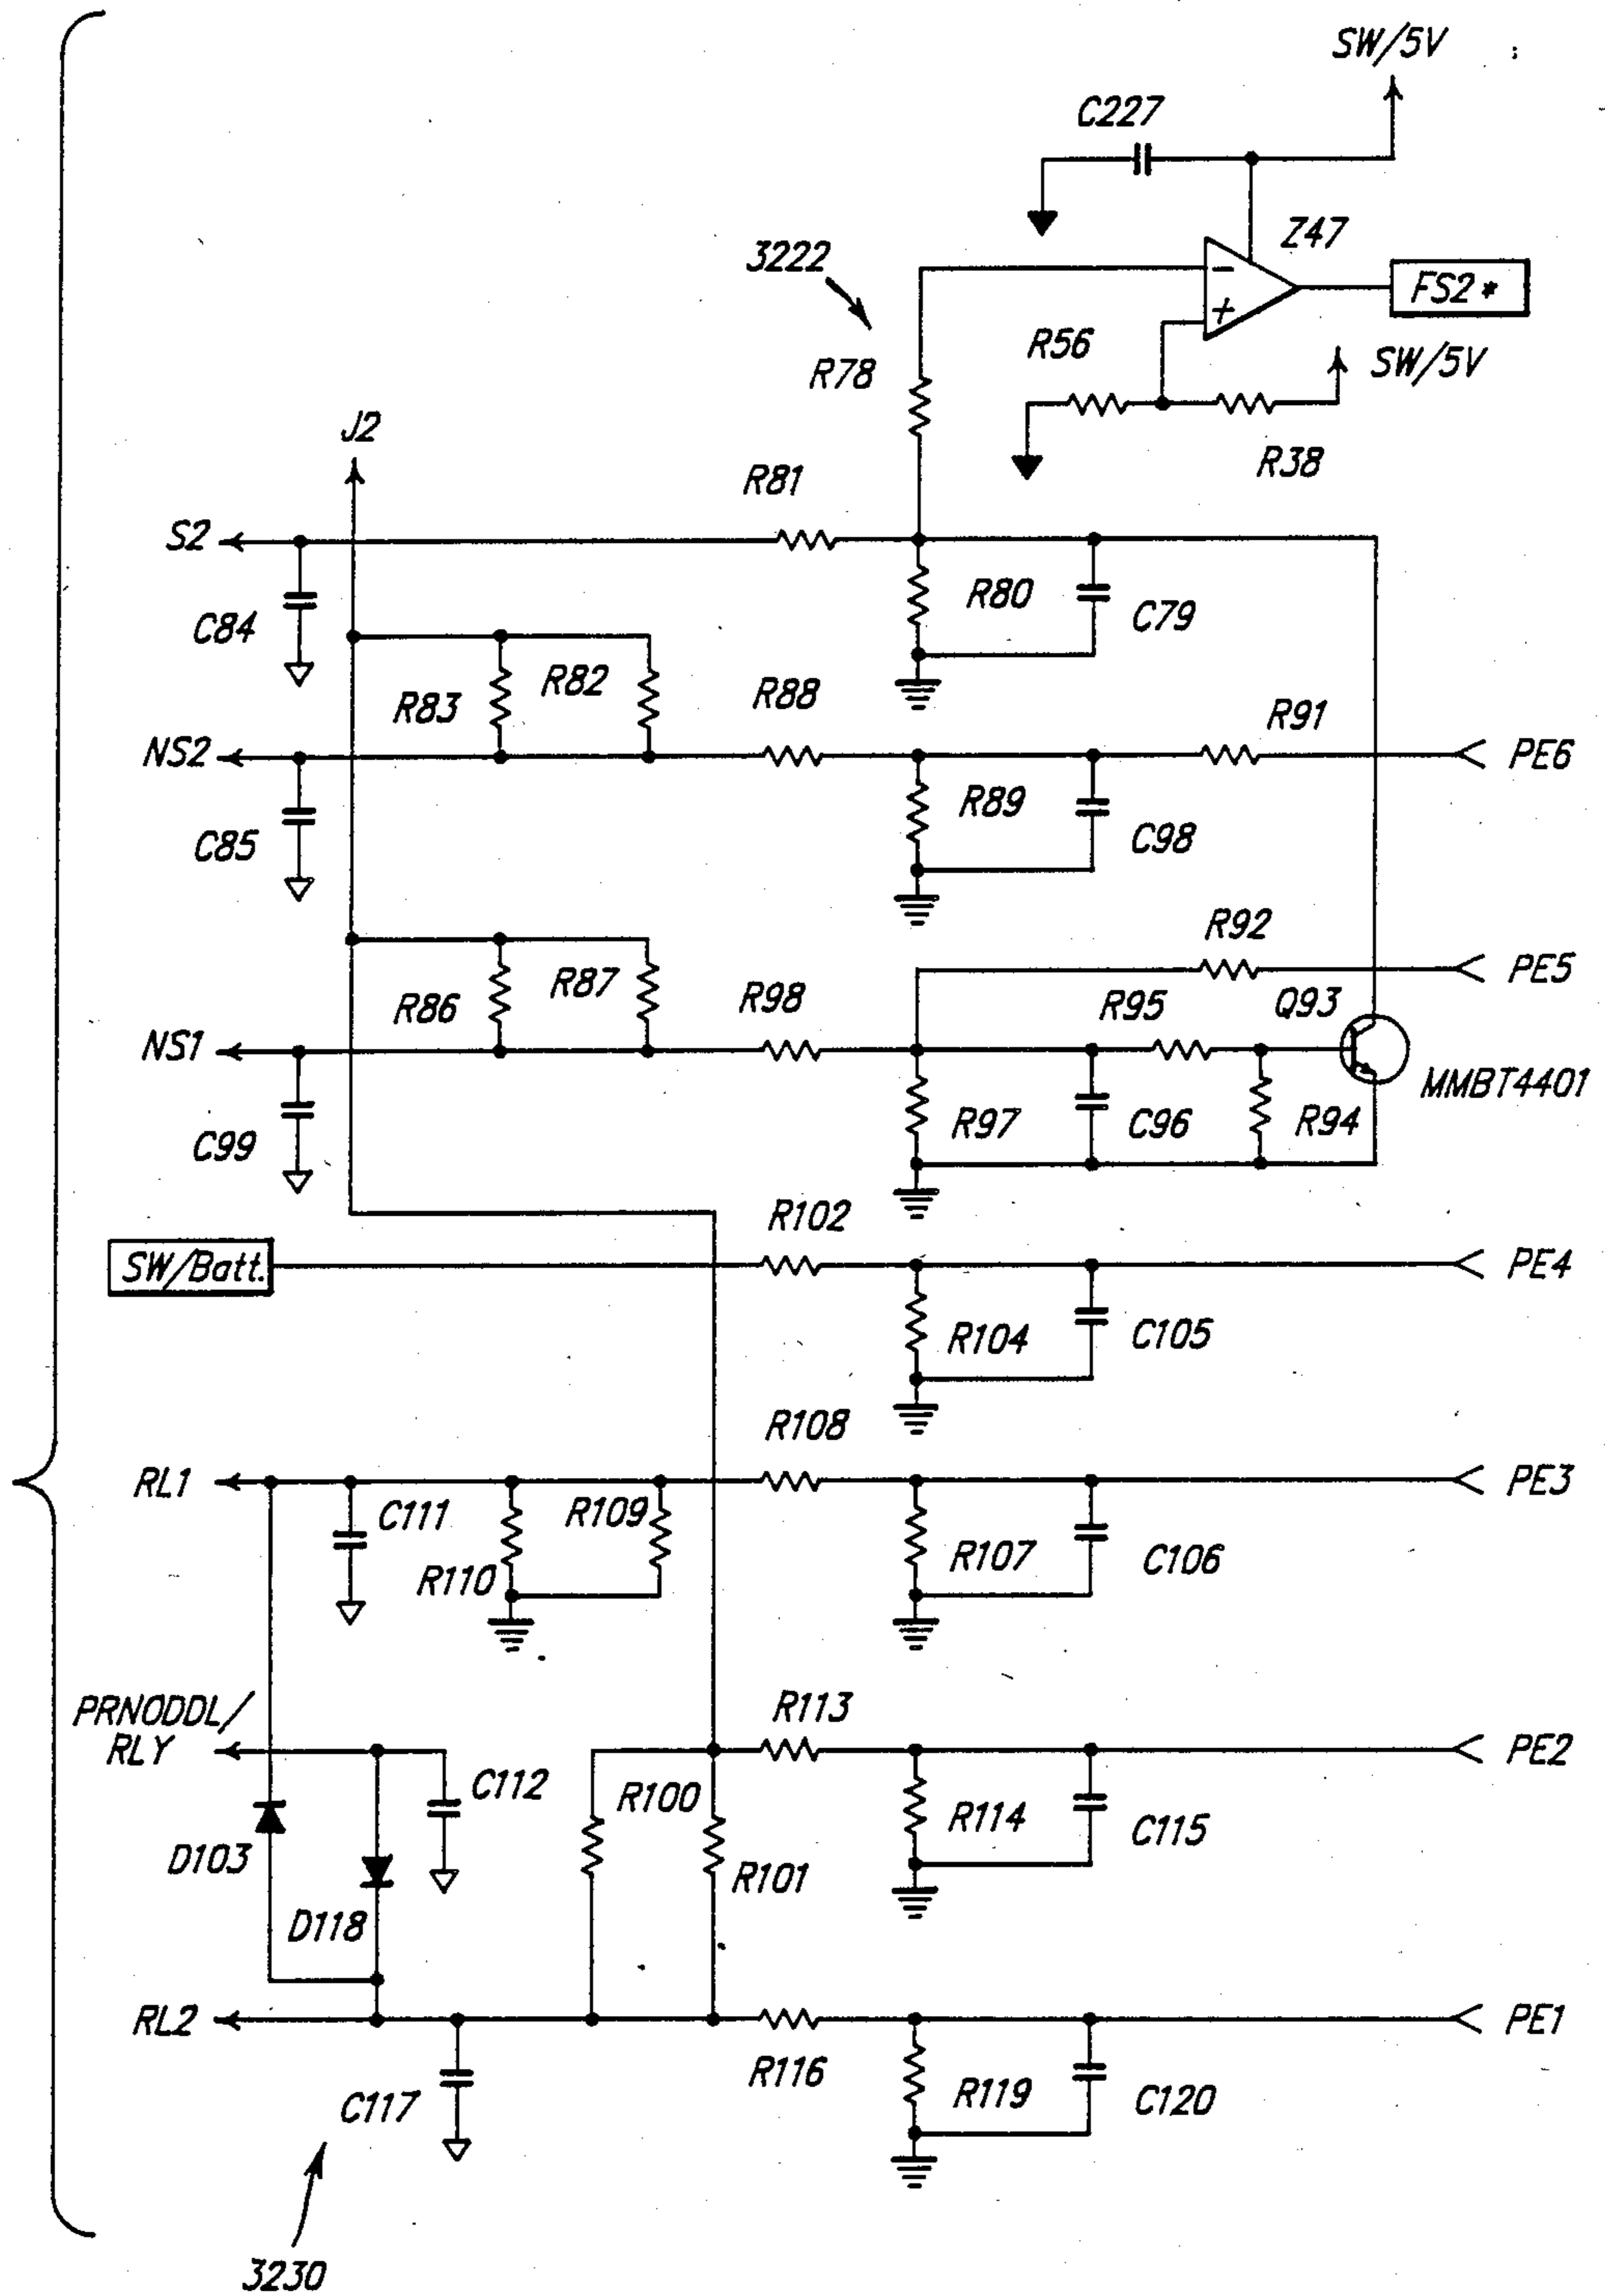 SW/5V
C227
Z47
3222
FS2*
R56
SW/5V
R78
J2
R38
R81
S2
R80
C79
C84
R82
R83
R88
R91
NS2
PE6
R89
C98
C85
R92
PE5
R87
R86
R98
R95
Q93
NS1
MMBT4401
R97
C96
R94
C99
R102
SW/Batt.
PE4
R104
C105
R108
RL1
PE3
C111
R109
R110
R107
C106
PRNODDL/
RLY
R113
PE2
C112
R100
R114
C115
D103
R101
D118
RL2
PE1
R116
R119
C120
C117
3230